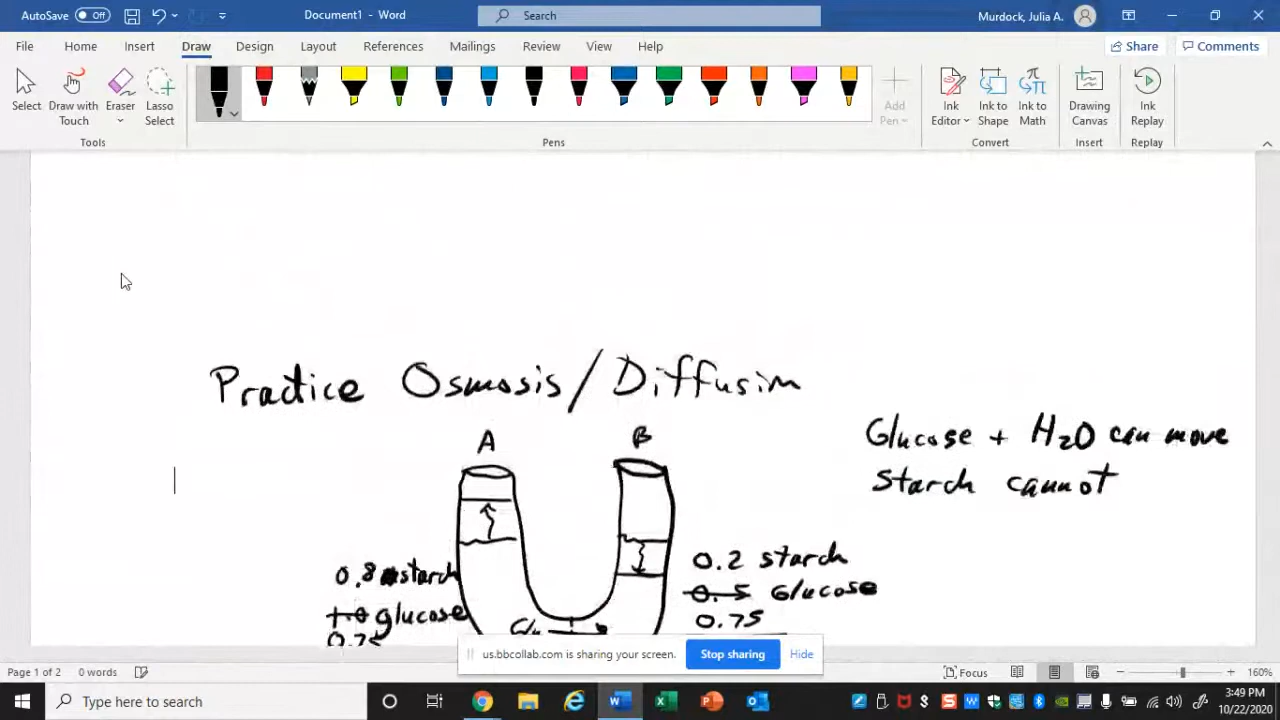 AutoSave Off Document1 - Word Search Murdock, Julia A.
File Home Insert Draw Design Layout References Mailings Review View Help Share Comments
Select Draw with Touch Eraser Lasso Select Add Pen Ink Editor Ink to Shape Ink to Math Drawing Canvas Ink Replay
Tools Pens Convert Insert Replay
Practice Osmosis/Diffusion
A B
Glucose + H2O can move
Starch cannot
0.8 starch
1.0 glucose
0.75
0.2 starch
0.5 Glucose
0.75
Glu
us.bbcollab.com is sharing your screen. Stop sharing Hide
Page 1 of 2 0 words Focus 160%
Type here to search
3:49 PM
10/22/2020